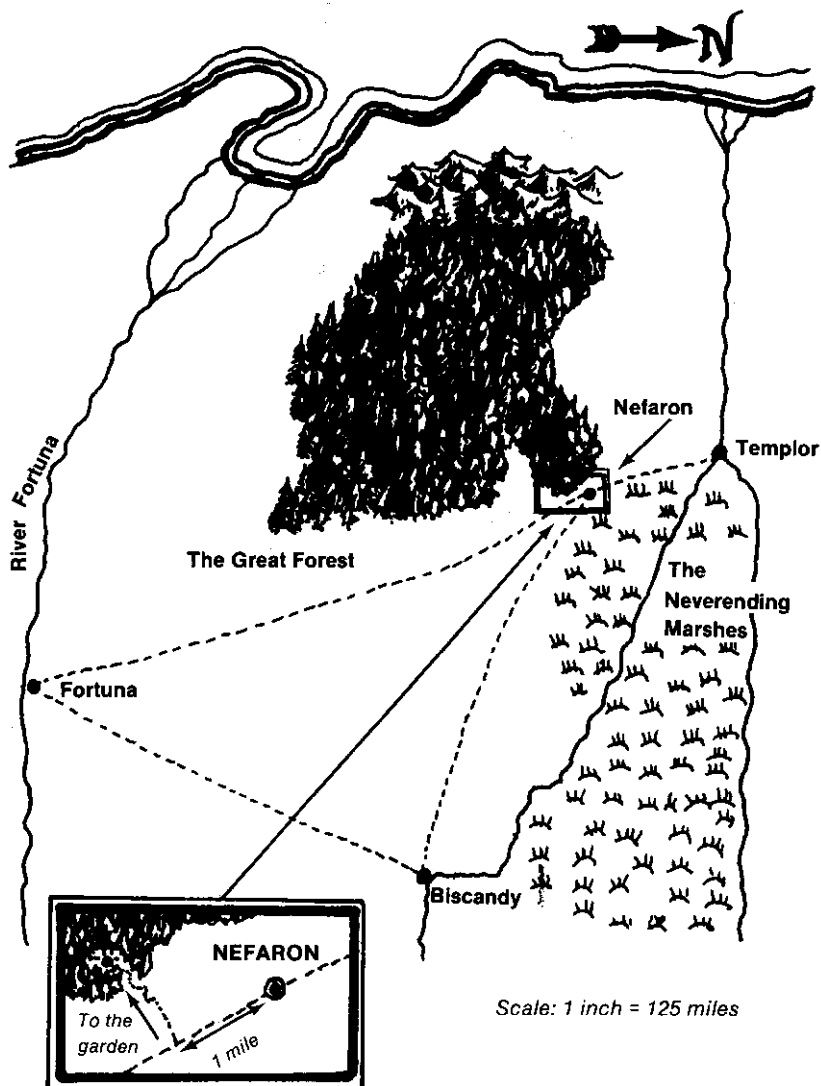 N
Nefaron
Templor
River Fortuna
The Great Forest
The
Neverending
Marshes
Fortuna
Biscandy
NEFARON
To the
garden
1 mile
Scale: 1 inch = 125 miles